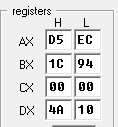 registers
H L
AX D5 EC
BX 1C 94
CX 00 00
DX 4A 10